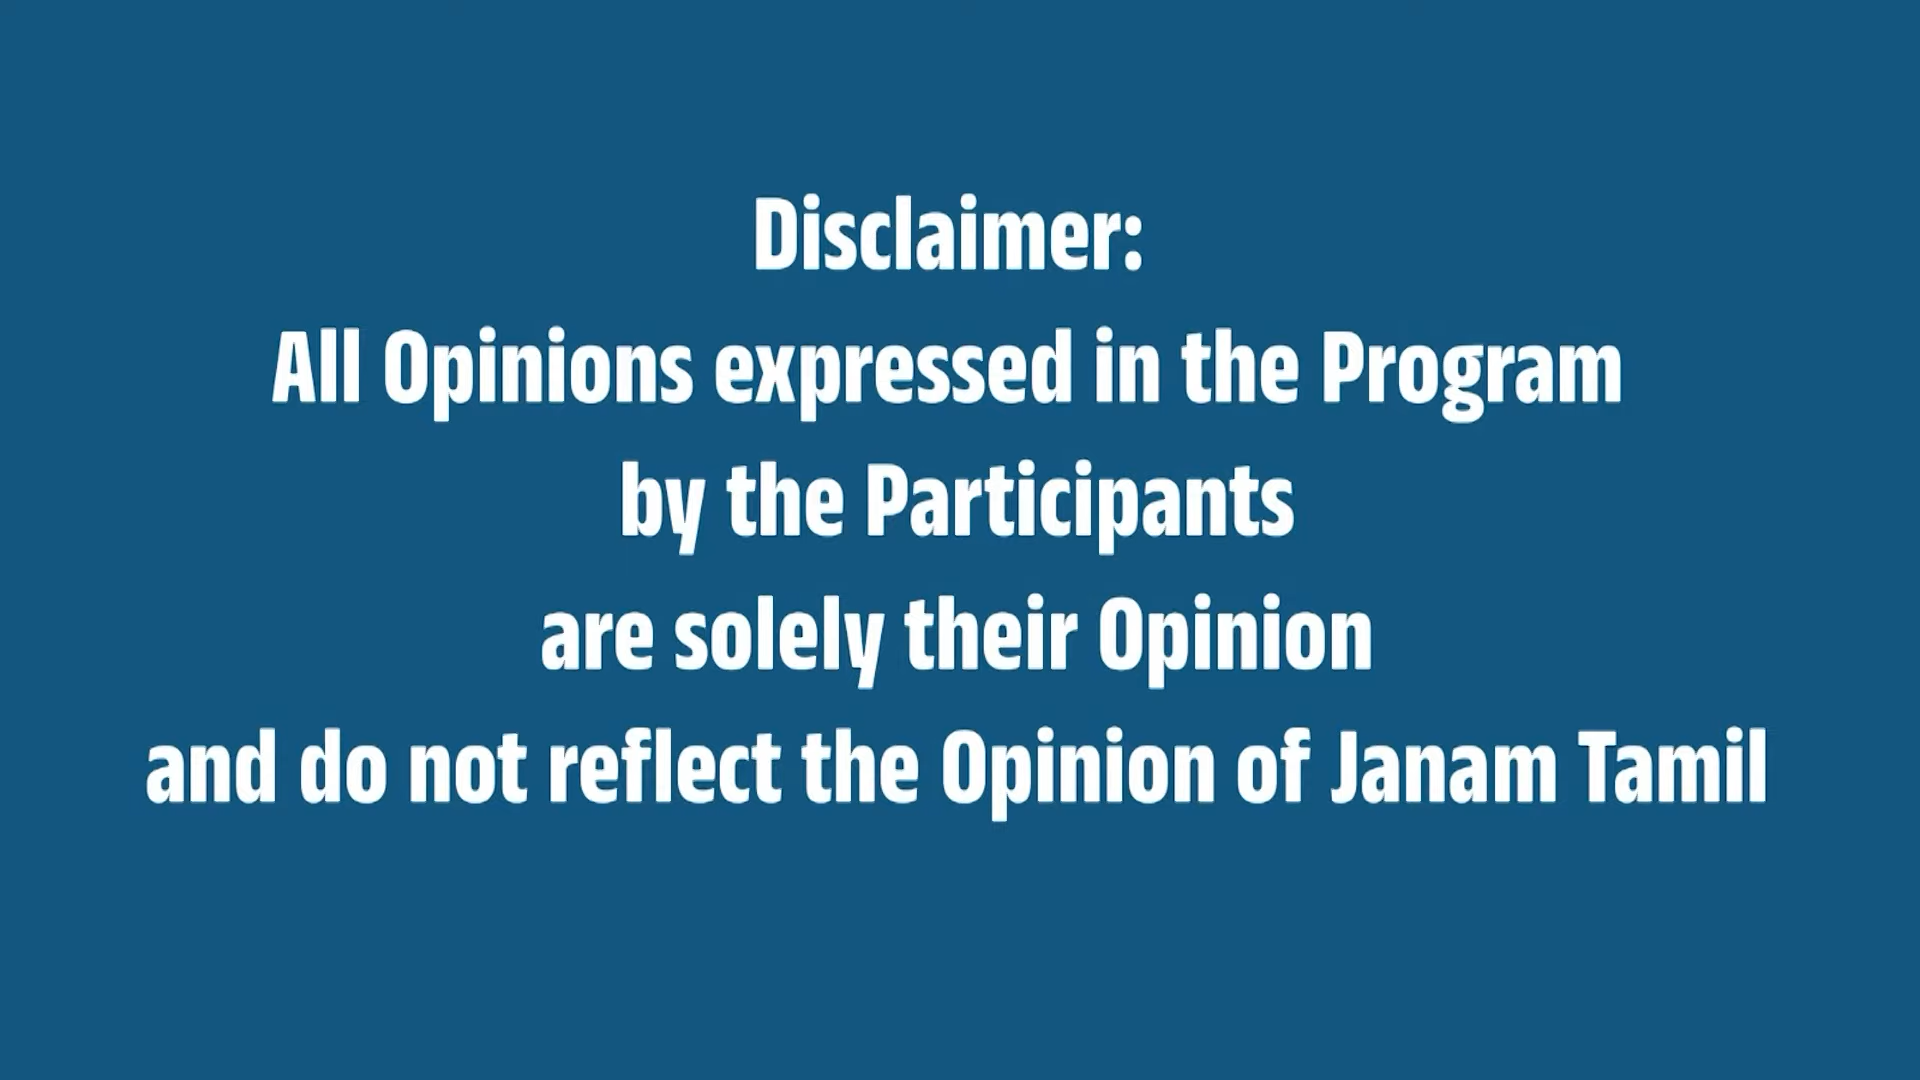 Disclaimer:
All Opinions expressed in the Program
by the Participants
are solely their Opinion
and do not reflect the Opinion of Janam Tamil